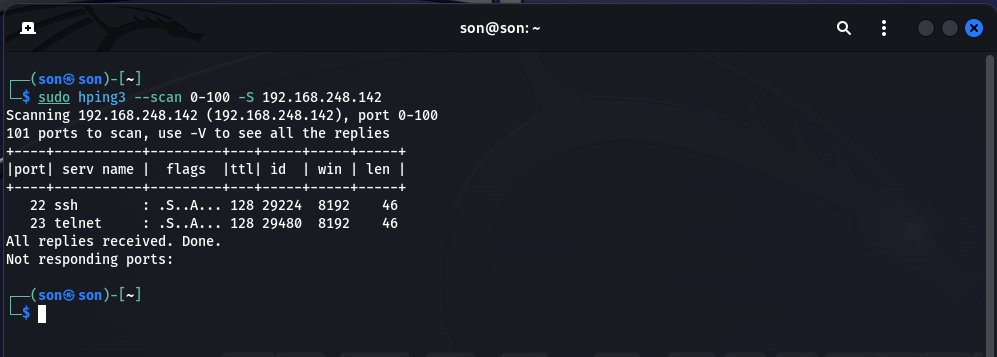 son@son: ~
┌──(son㉿son)-[~]
└─$ sudo hping3 --scan 0-100 -S 192.168.248.142
Scanning 192.168.248.142 (192.168.248.142), port 0-100
101 ports to scan, use -V to see all the replies
+----+-----------+---------+---+-----+-----+-----+
|port| serv name |  flags  |ttl| id  | win | len |
+----+-----------+---------+---+-----+-----+-----+
   22 ssh        : .S..A... 128 29224  8192    46
   23 telnet     : .S..A... 128 29480  8192    46
All replies received. Done.
Not responding ports:
┌──(son㉿son)-[~]
└─$